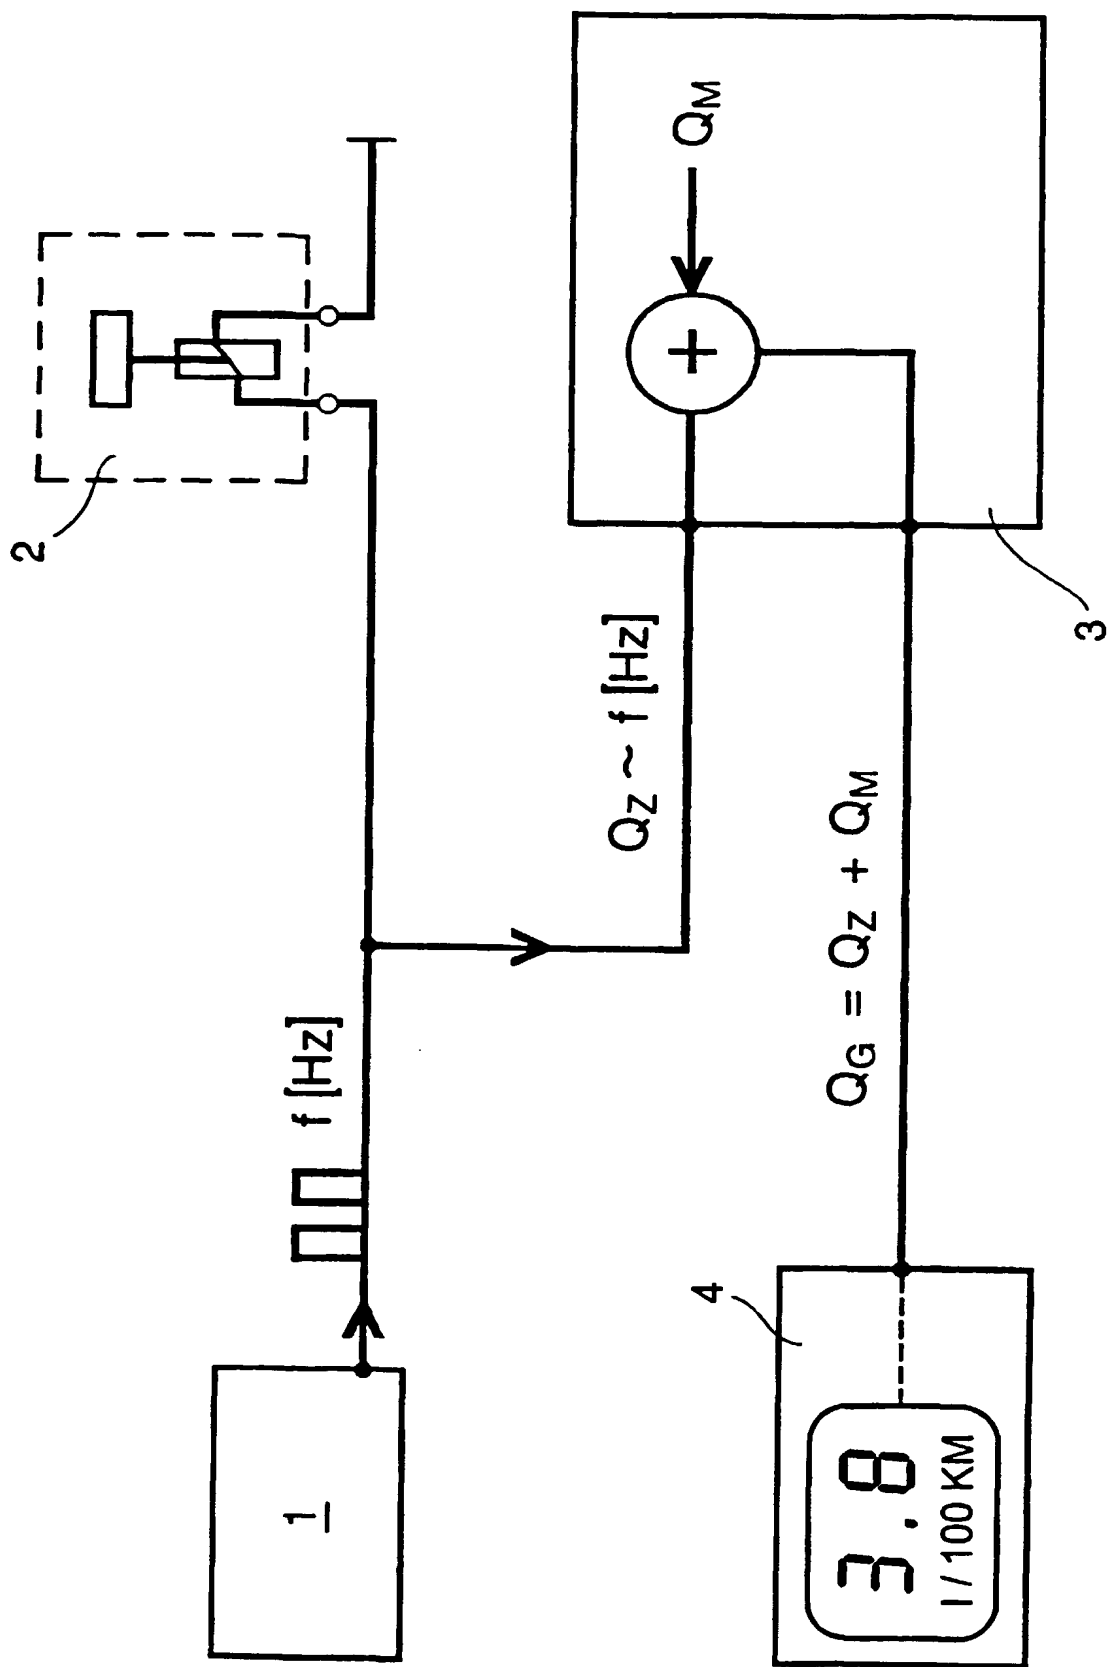 2
Q_M
+
f [Hz]
Q_Z ~ f [Hz]
3
1
Q_G = Q_Z + Q_M
4
3.8
l / 100 KM